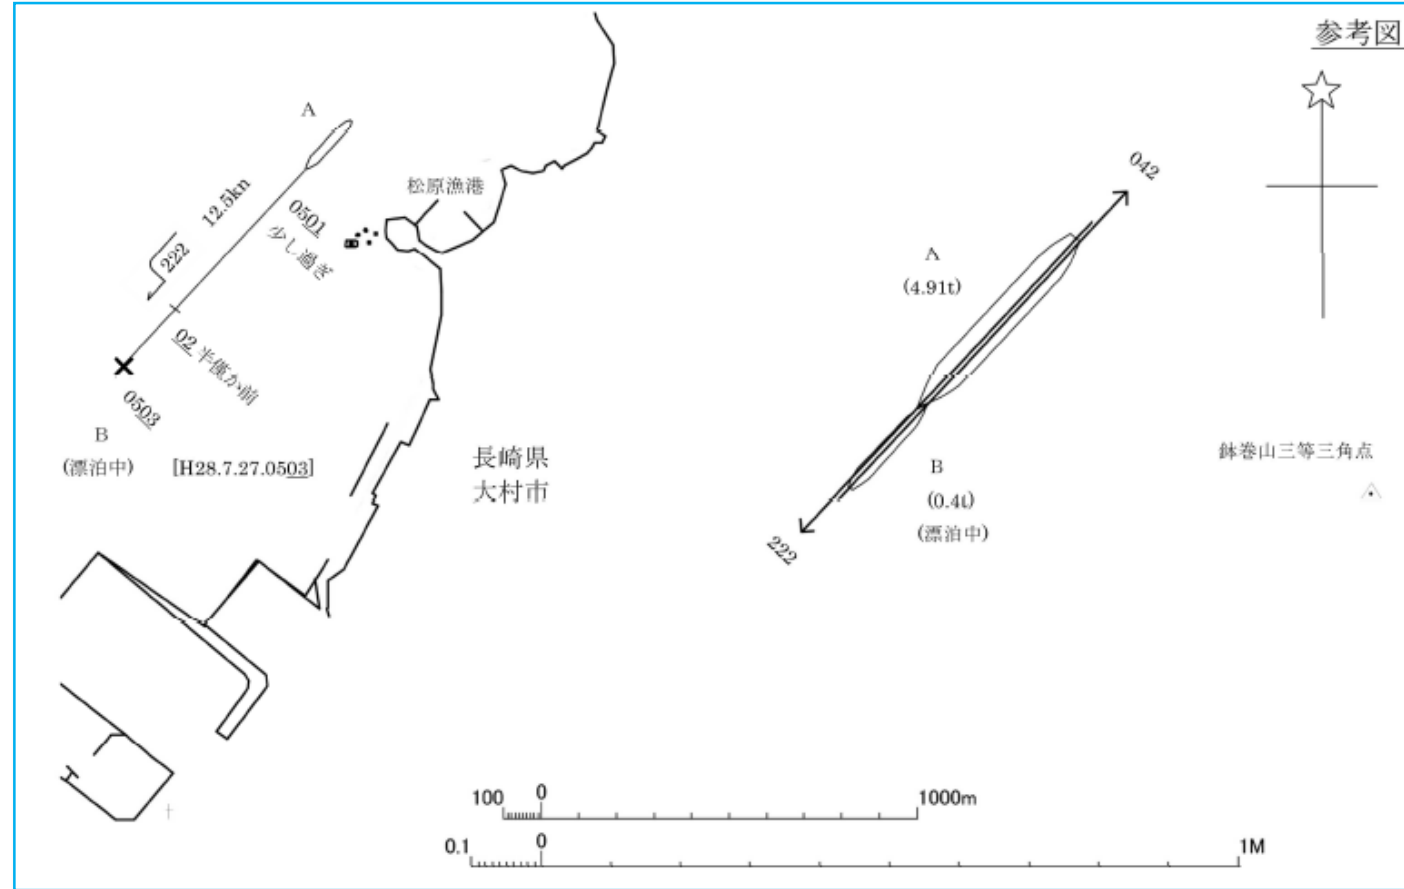 参考図
A
松原漁港
0501
少し過ぎ
12.5kn
222
02 半僅か前
0503
B
(漂泊中)
[H28.7.27.0503]
長崎県
大村市
042
A
(4.91t)
B
(0.4t)
(漂泊中)
222
鉢巻山三等三角点
100 0 1000m
0.1 0 1M